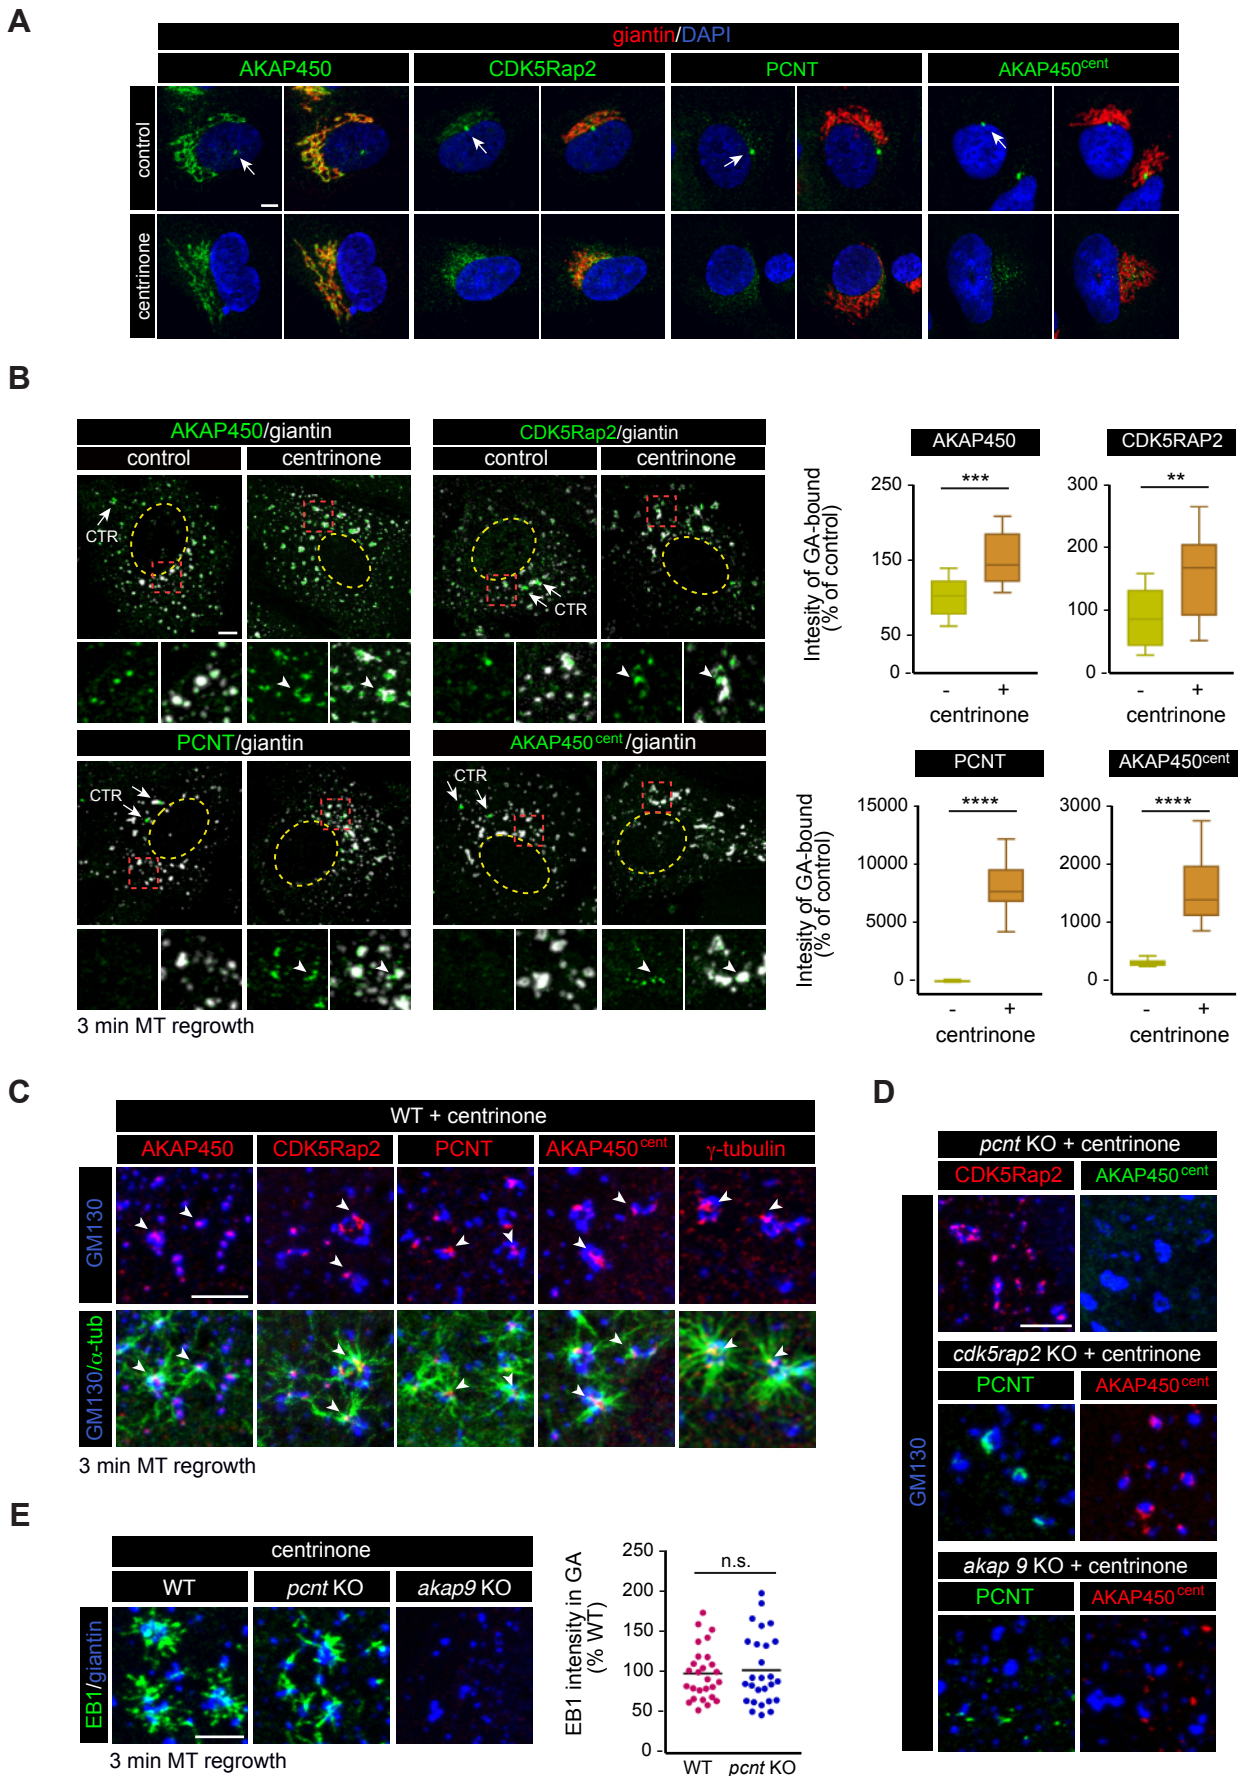 A
giantin/DAPI
AKAP450 CDK5Rap2 PCNT AKAP450cent
control
centrinone
B
AKAP450/giantin CDK5Rap2/giantin
control centrinone control centrinone
CTR
CTR
PCNT/giantin AKAP450cent/giantin
CTR
CTR
3 min MT regrowth
AKAP450 CDK5RAP2
Intesity of GA-bound
(% of control)
250
150
50
0
***
- +
centrinone
300
200
100
0
**
- +
centrinone
PCNT AKAP450cent
Intesity of GA-bound
(% of control)
15000
10000
5000
0
****
- +
centrinone
3000
2000
1000
0
****
- +
centrinone
C
WT + centrinone
AKAP450 CDK5Rap2 PCNT AKAP450cent γ-tubulin
GM130
GM130/α-tub
3 min MT regrowth
D
pcnt KO + centrinone
CDK5Rap2 AKAP450cent
cdk5rap2 KO + centrinone
PCNT AKAP450cent
akap 9 KO + centrinone
PCNT AKAP450cent
GM130
E
centrinone
WT pcnt KO akap9 KO
EB1/giantin
3 min MT regrowth
EB1 intensity in GA
(% WT)
250
200
150
100
50
0
n.s.
WT pcnt KO